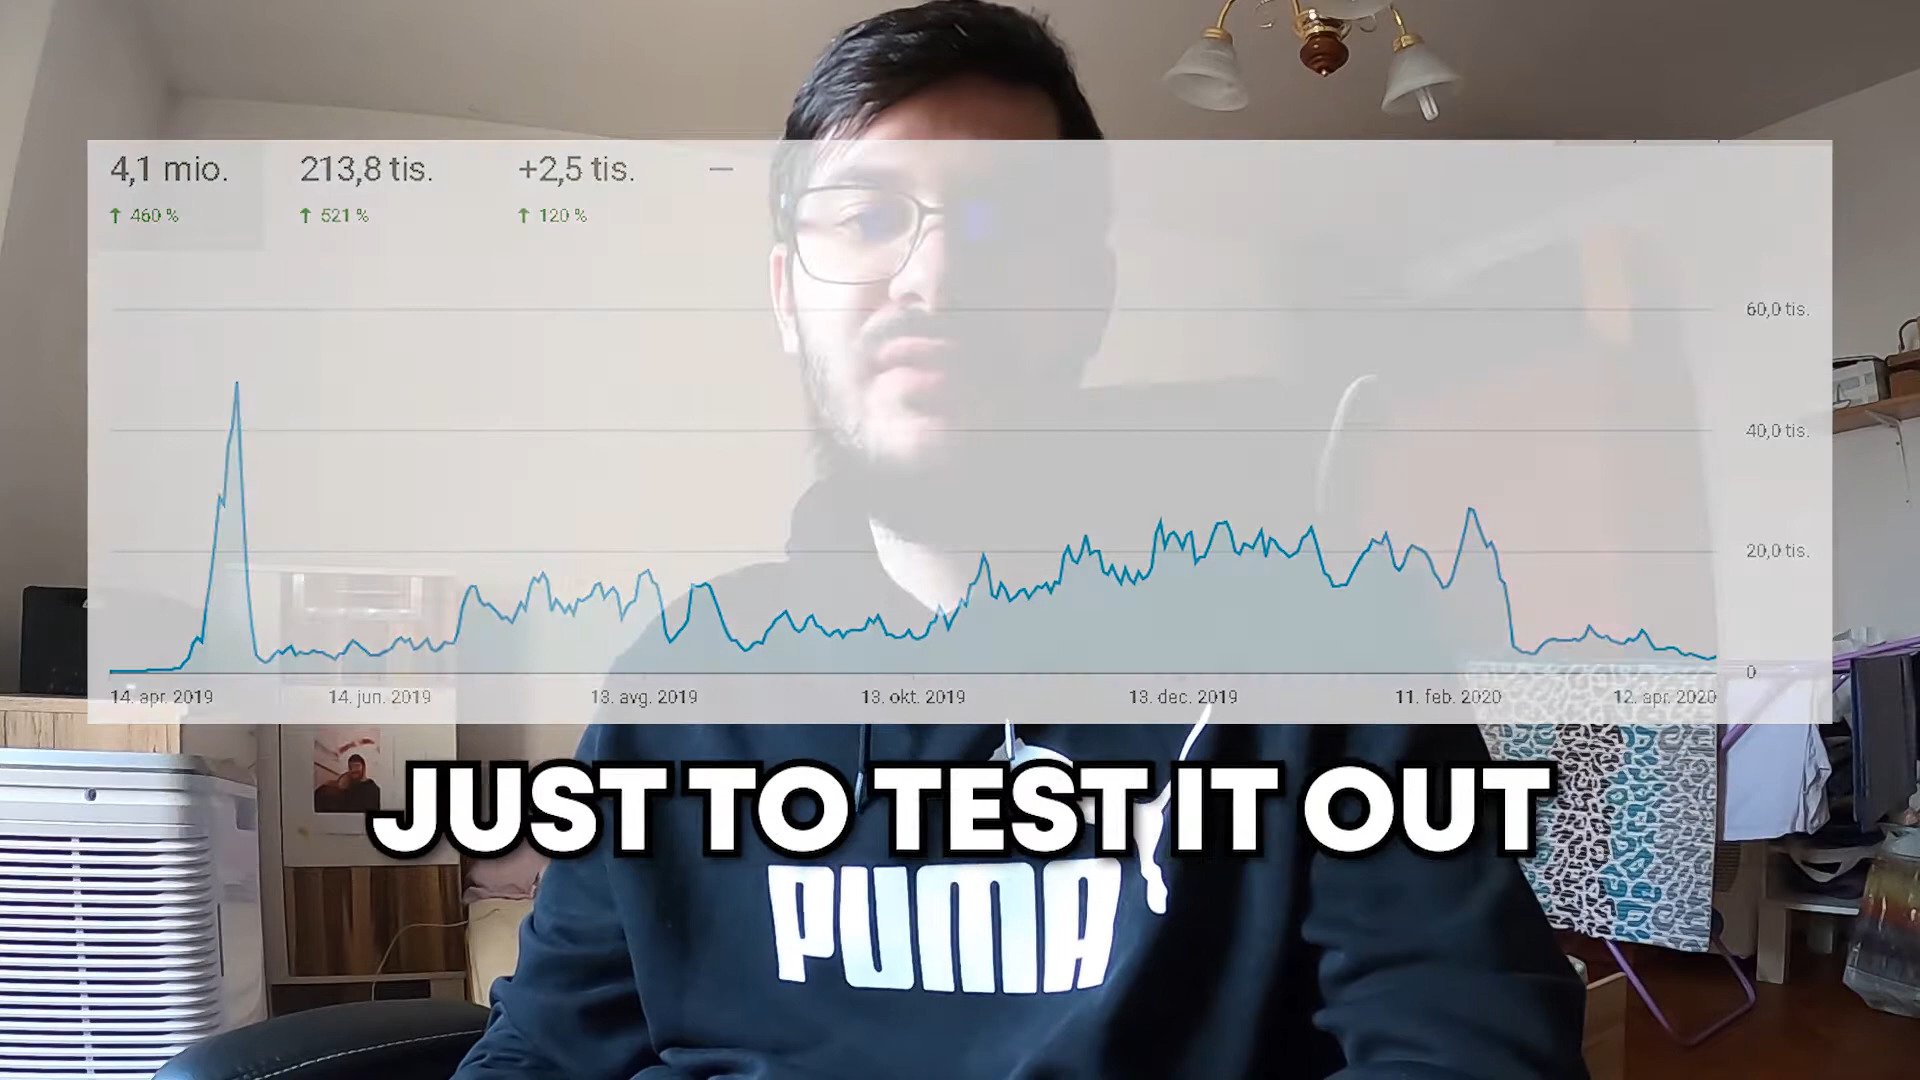 4,1 mio. 213,8 tis. +2,5 tis. —
↑ 460 % ↑ 521 % ↑ 120 %
60,0 tis.
40,0 tis.
20,0 tis.
0
14. apr. 2019 14. jun. 2019 13. avg. 2019 13. okt. 2019 13. dec. 2019 11. feb. 2020 12. apr. 2020
JUST TO TEST IT OUT
PUMA